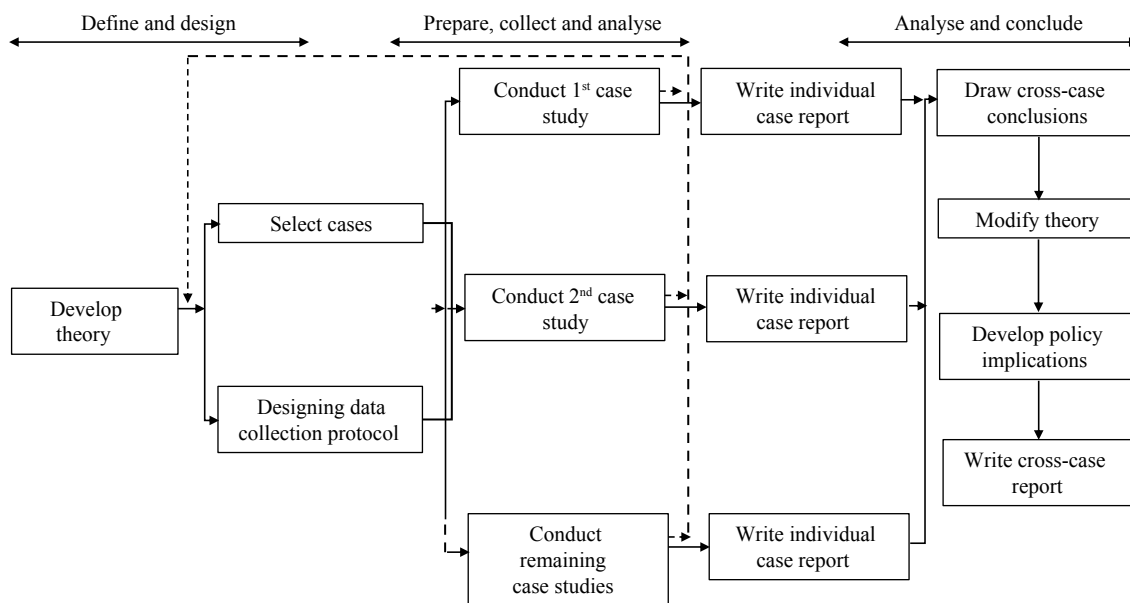 Define and design
Prepare, collect and analyse
Analyse and conclude
Develop
theory
Select cases
Designing data
collection protocol
Conduct 1st case
study
Conduct 2nd case
study
Conduct
remaining
case studies
Write individual
case report
Write individual
case report
Write individual
case report
Draw cross-case
conclusions
Modify theory
Develop policy
implications
Write cross-case
report